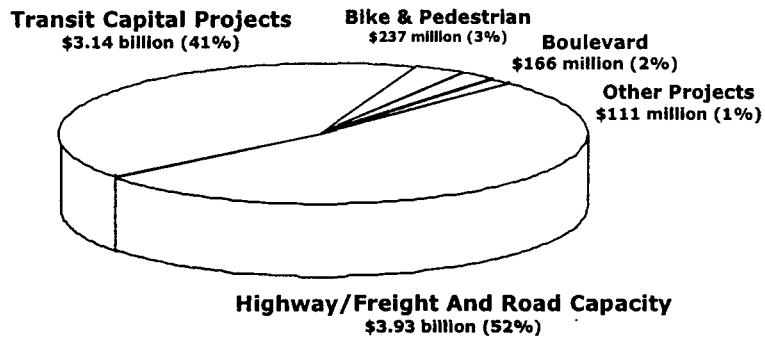 Transit Capital Projects
$3.14 billion (41%)
Bike & Pedestrian
$237 million (3%)
Boulevard
$166 million (2%)
Other Projects
$111 million (1%)
Highway/Freight And Road Capacity
$3.93 billion (52%)